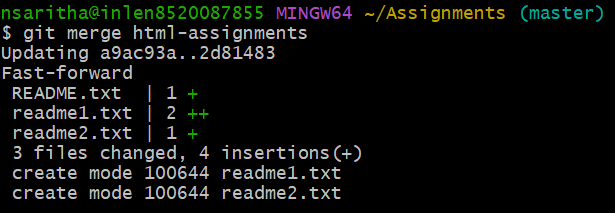 nsaritha@inlen8520087855 MINGW64 ~/Assignments (master)
$ git merge html-assignments
Updating a9ac93a..2d81483
Fast-forward
 README.txt  | 1 +
 readme1.txt | 2 ++
 readme2.txt | 1 +
 3 files changed, 4 insertions(+)
 create mode 100644 readme1.txt
 create mode 100644 readme2.txt